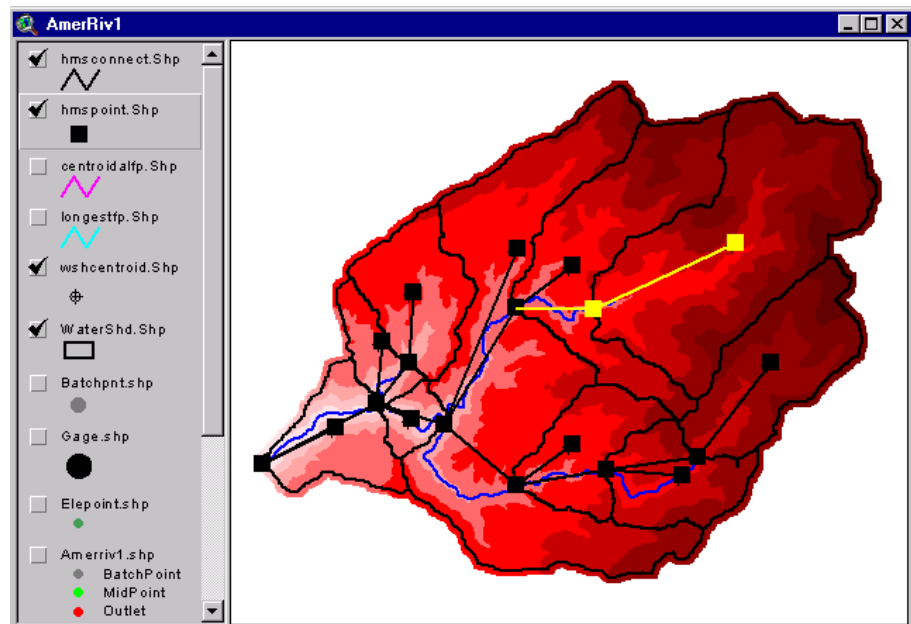 AmerRiv1
hmsconnect.Shp
hmspoint.Shp
centroidalfp.Shp
longestfp.Shp
wshcentroid.Shp
WaterShd.Shp
Batchpnt.shp
Gage.shp
Elepoint.shp
Amerriv1.shp
BatchPoint
MidPoint
Outlet